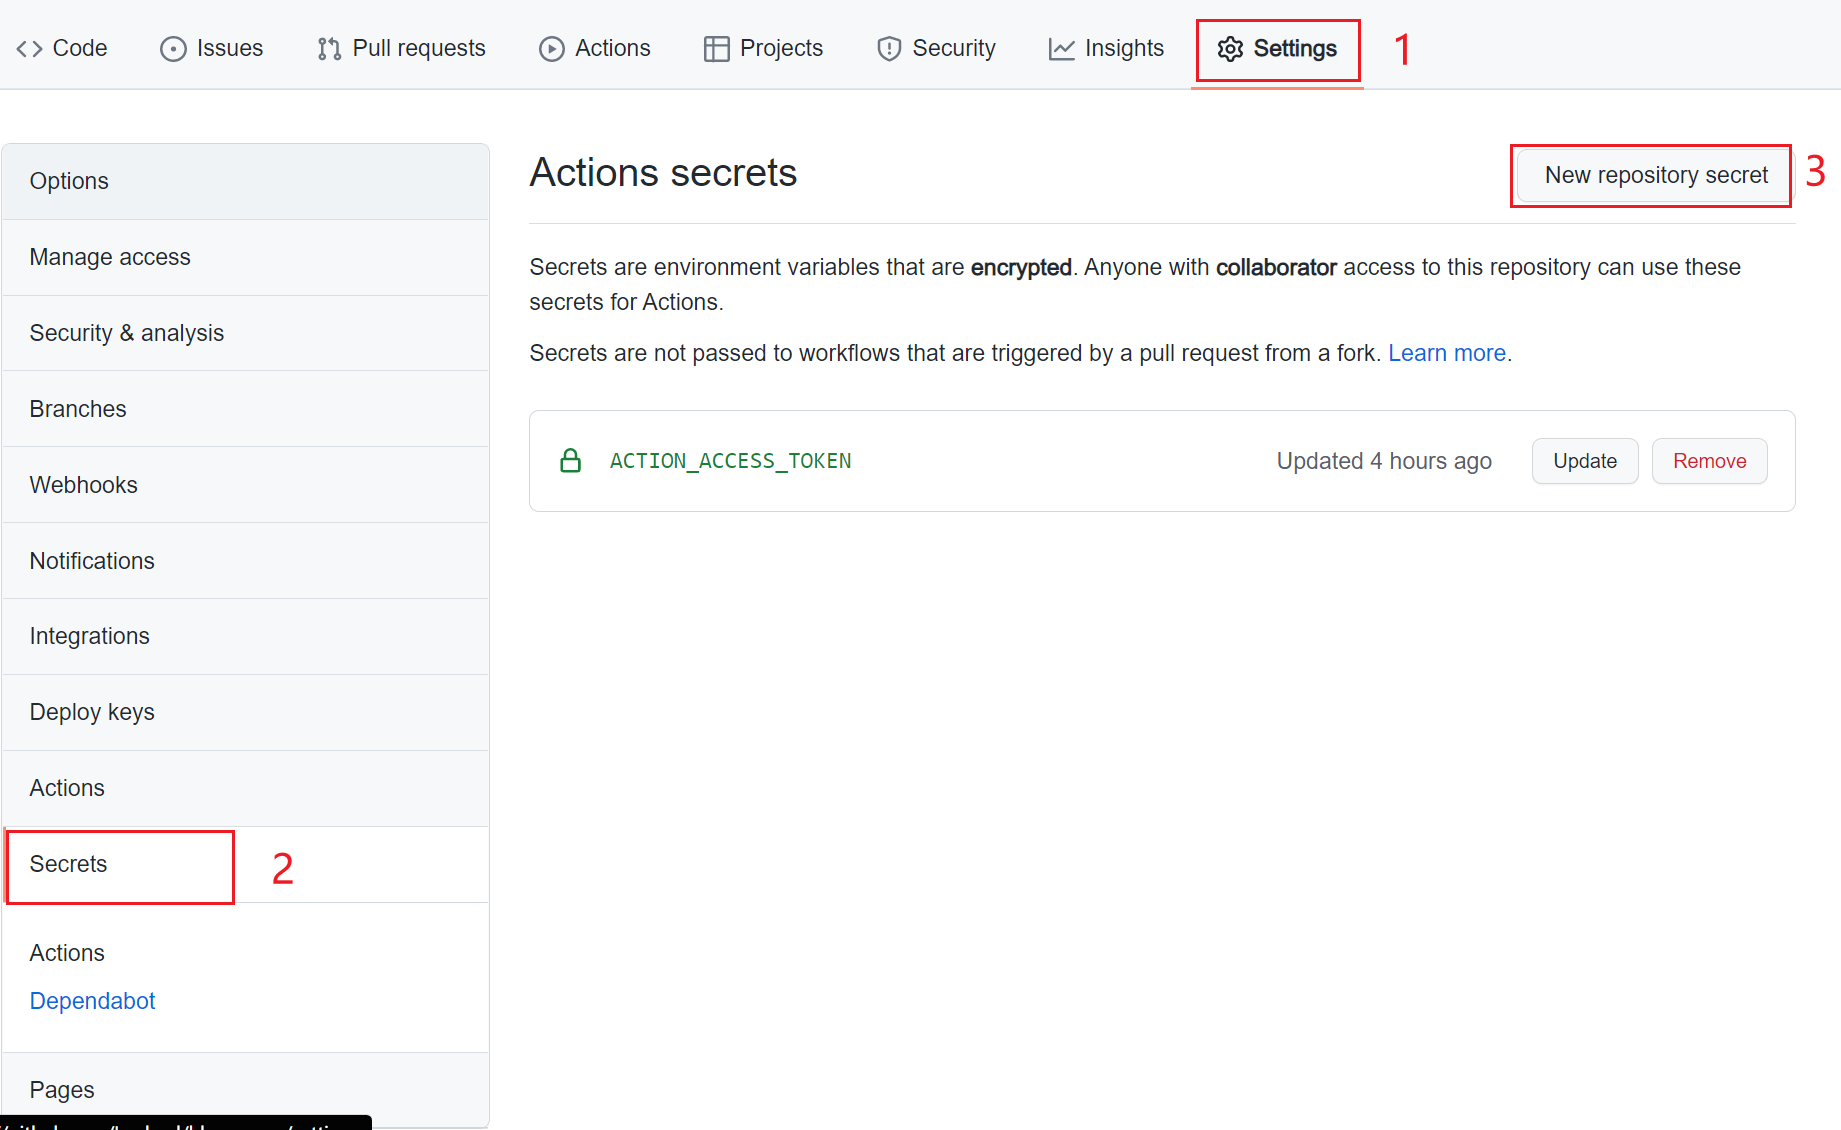 Code Issues Pull requests Actions Projects Security Insights Settings 1
Options
Manage access
Security & analysis
Branches
Webhooks
Notifications
Integrations
Deploy keys
Actions
Secrets 2
Actions
Dependabot
Pages
Actions secrets
New repository secret 3
Secrets are environment variables that are encrypted. Anyone with collaborator access to this repository can use these
secrets for Actions.
Secrets are not passed to workflows that are triggered by a pull request from a fork. Learn more.
ACTION_ACCESS_TOKEN Updated 4 hours ago Update Remove